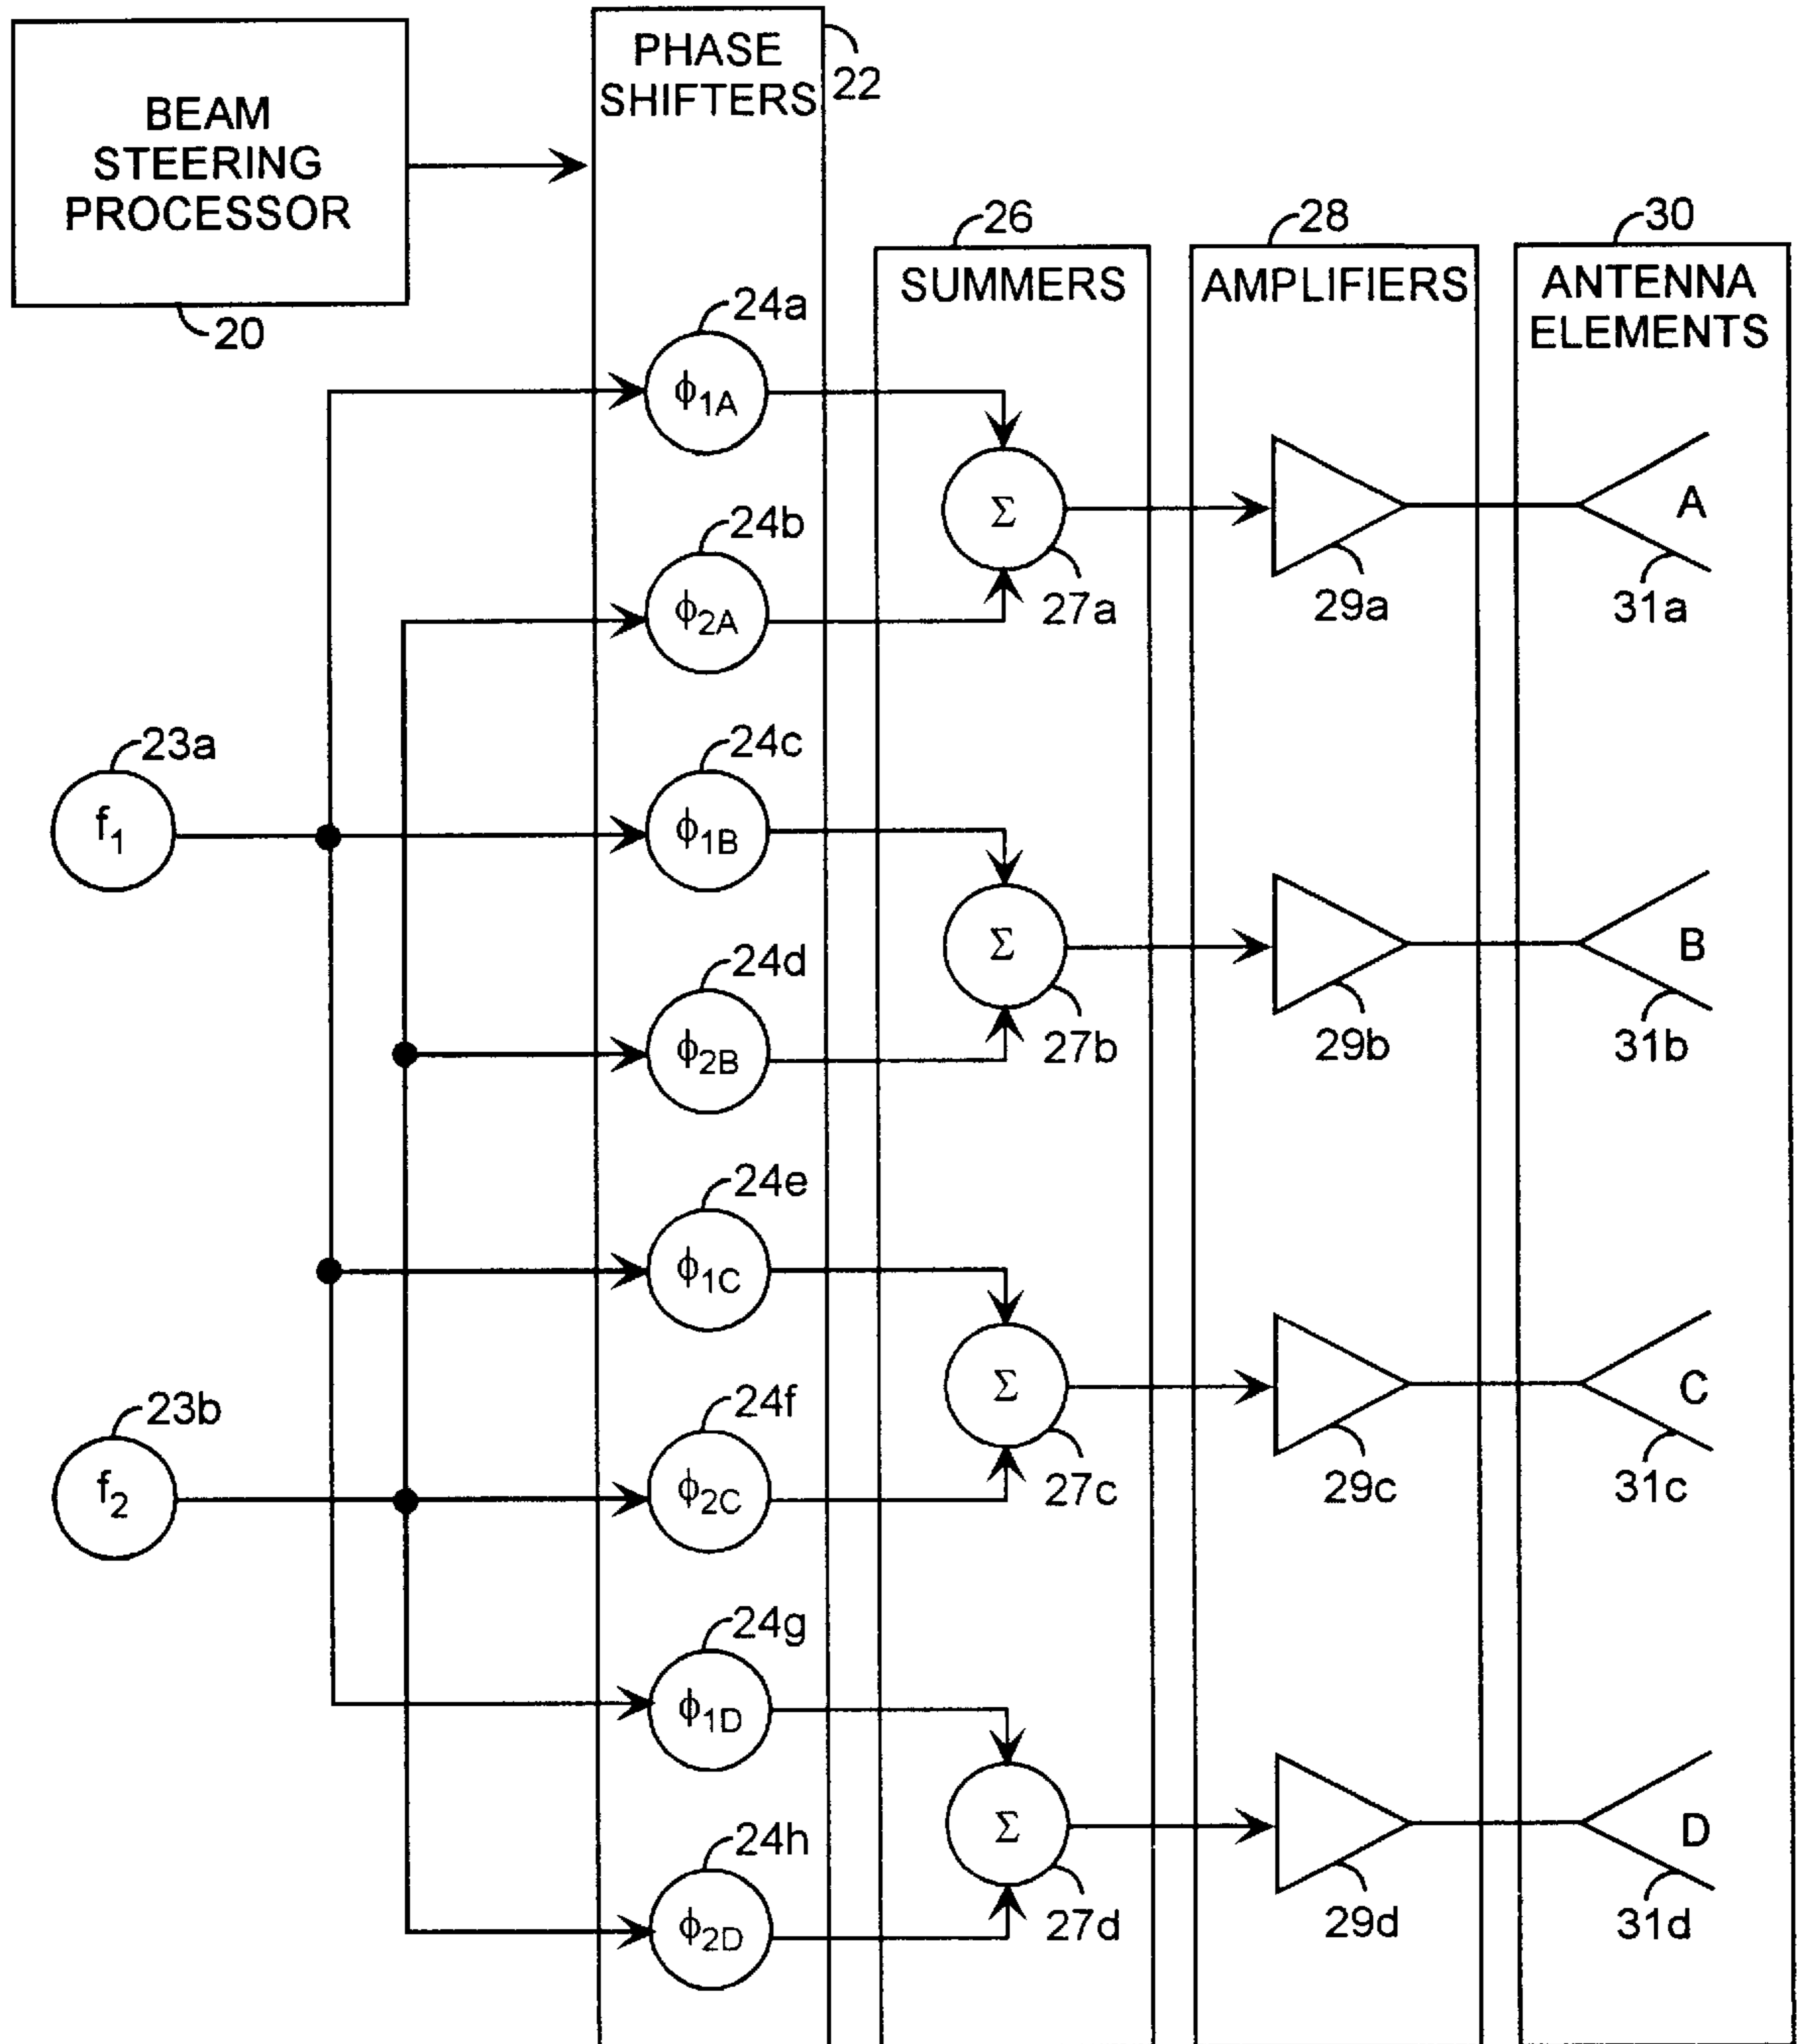 BEAM
STEERING
PROCESSOR
20
PHASE
SHIFTERS
22
26
SUMMERS
28
AMPLIFIERS
30
ANTENNA
ELEMENTS
24a
ϕ1A
24b
ϕ2A
Σ
27a
29a
A
31a
23a
f1
24c
ϕ1B
24d
ϕ2B
Σ
27b
29b
B
31b
24e
ϕ1C
23b
f2
24f
ϕ2C
Σ
27c
29c
C
31c
24g
ϕ1D
24h
ϕ2D
Σ
27d
29d
D
31d